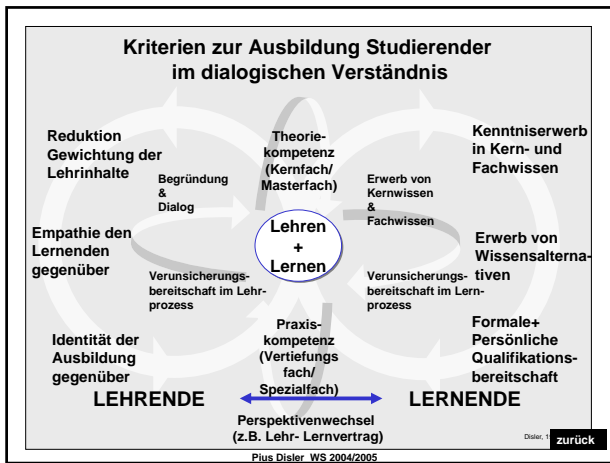 Kriterien zur Ausbildung Studierender
im dialogischen Verständnis
Reduktion
Gewichtung der
Lehrinhalte
Empathie den
Lernenden
gegenüber
Identität der
Ausbildung
gegenüber
LEHRENDE
Begründung
&
Dialog
Verunsicherungs-
bereitschaft im Lehr-
prozess
Theorie-
kompetenz
(Kernfach/
Masterfach)
Lehren
+
Lernen
Praxis-
kompetenz
(Vertiefungs
fach/
Spezialfach)
Perspektivenwechsel
(z.B. Lehr- Lernvertrag)
Erwerb von
Kernwissen
&
Fachwissen
Verunsicherungs-
bereitschaft im Lern-
prozess
Kenntniserwerb
in Kern- und
Fachwissen
Erwerb von
Wissensalterna-
tiven
Formale+
Persönliche
Qualifikations-
bereitschaft
LERNENDE
Disler,
zurück
Pius Disler WS 2004/2005